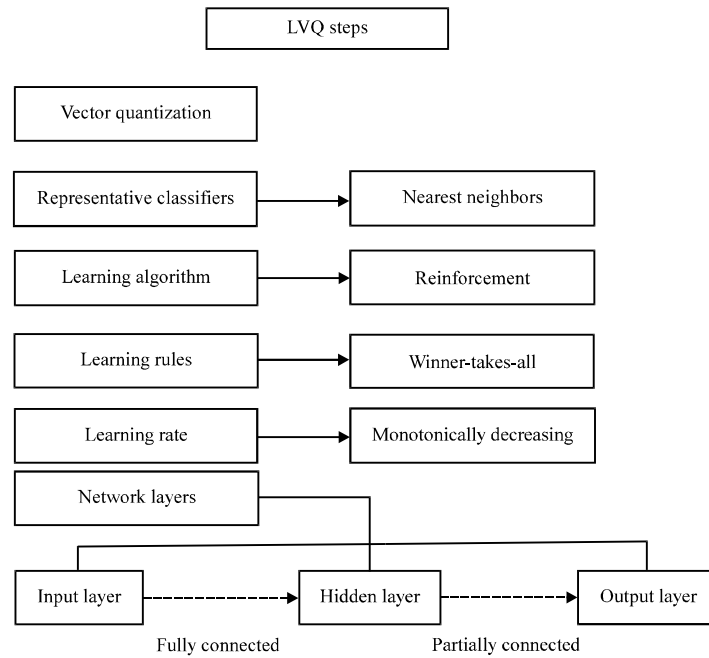 LVQ steps
Vector quantization
Representative classifiers
Nearest neighbors
Learning algorithm
Reinforcement
Learning rules
Winner-takes-all
Learning rate
Monotonically decreasing
Network layers
Input layer
Hidden layer
Output layer
Fully connected
Partially connected